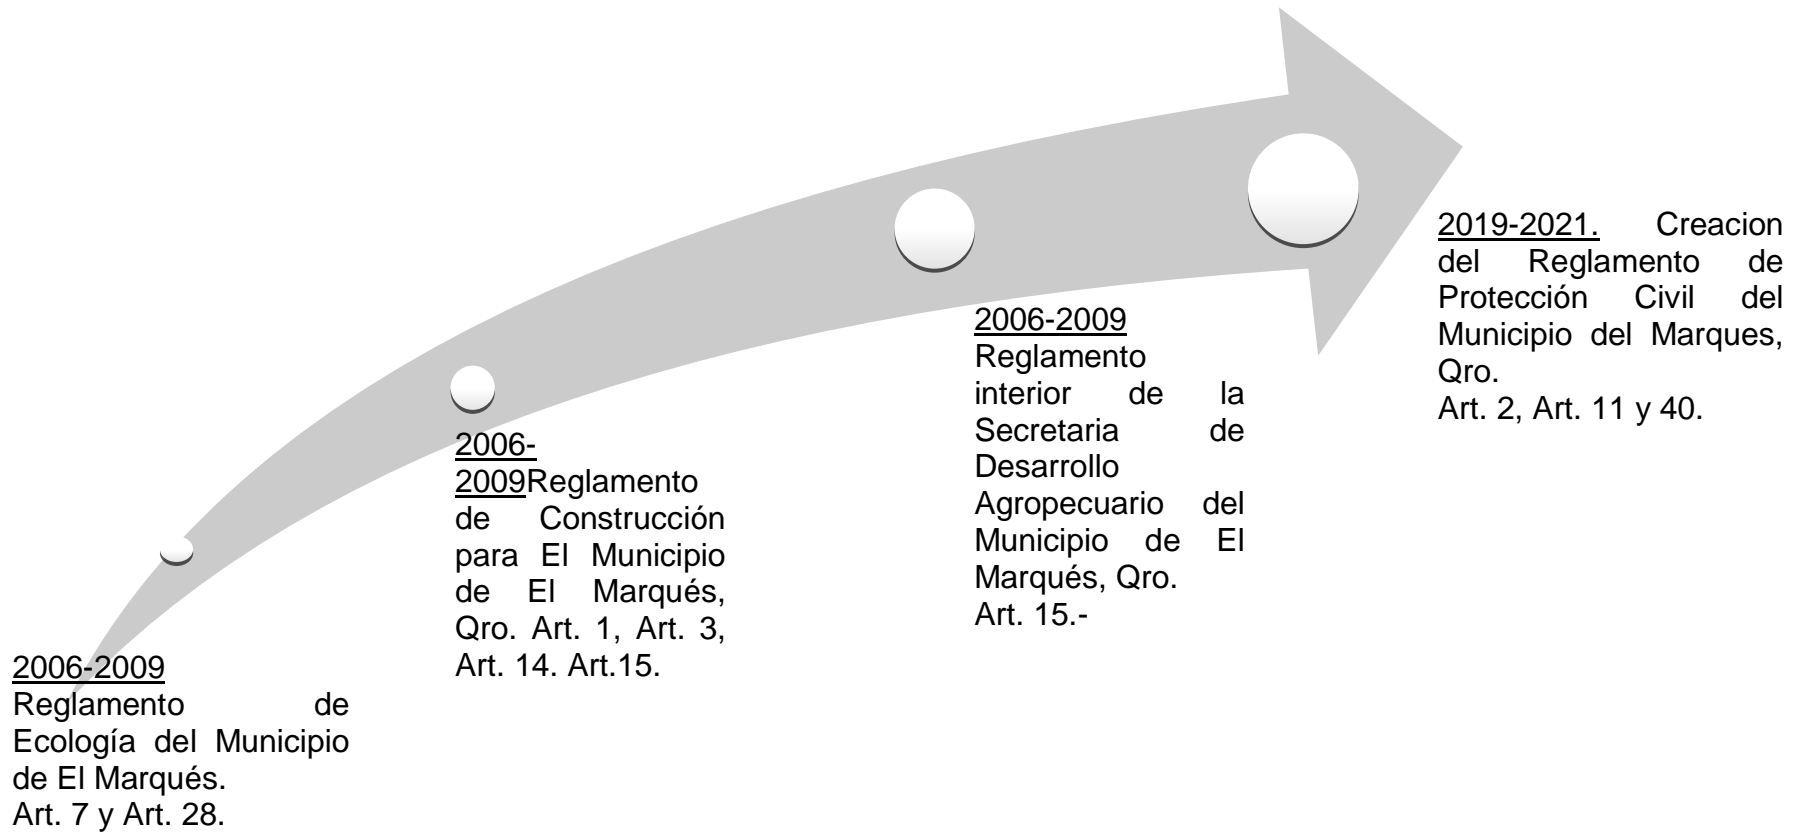 2006-2009
Reglamento de
Ecología del Municipio
de El Marqués.
Art. 7 y Art. 28.
2006-
2009Reglamento
de Construcción
para El Municipio
de El Marqués,
Qro. Art. 1, Art. 3,
Art. 14. Art.15.
2006-2009
Reglamento
interior de la
Secretaria de
Desarrollo
Agropecuario del
Municipio de El
Marqués, Qro.
Art. 15.-
2019-2021. Creacion
del Reglamento de
Protección Civil del
Municipio del Marques,
Qro.
Art. 2, Art. 11 y 40.